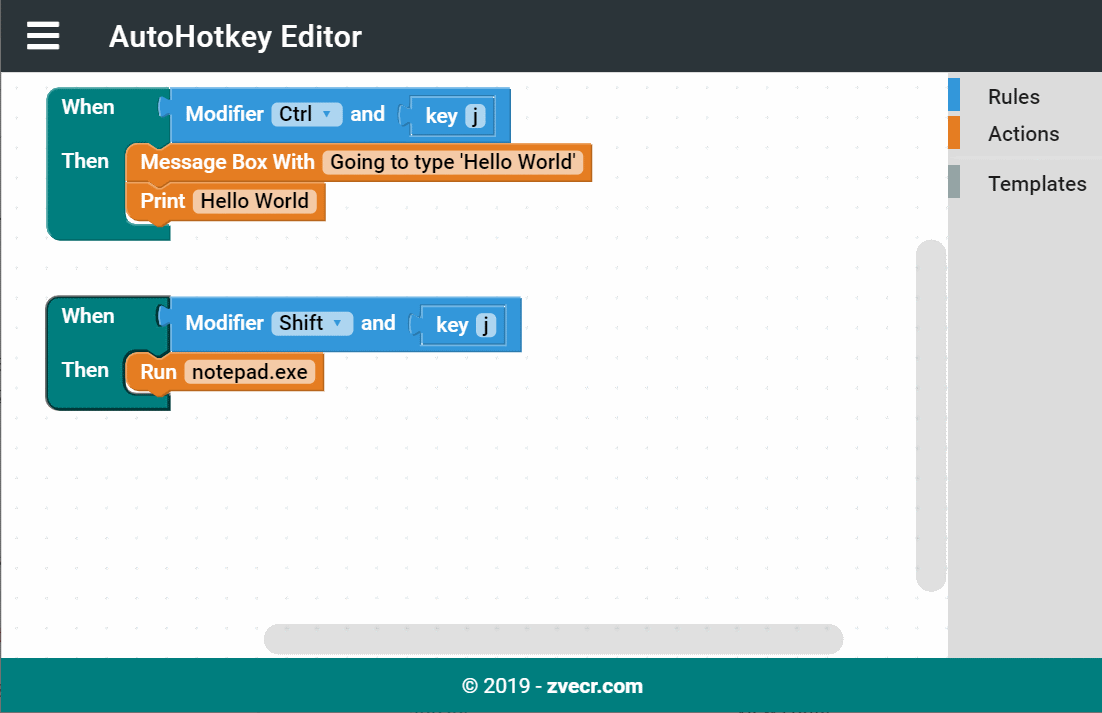 AutoHotkey Editor
When Modifier Ctrl and key j
Then Message Box With Going to type 'Hello World'
Print Hello World
When Modifier Shift and key j
Then Run notepad.exe
Rules
Actions
Templates
© 2019 - zvecr.com